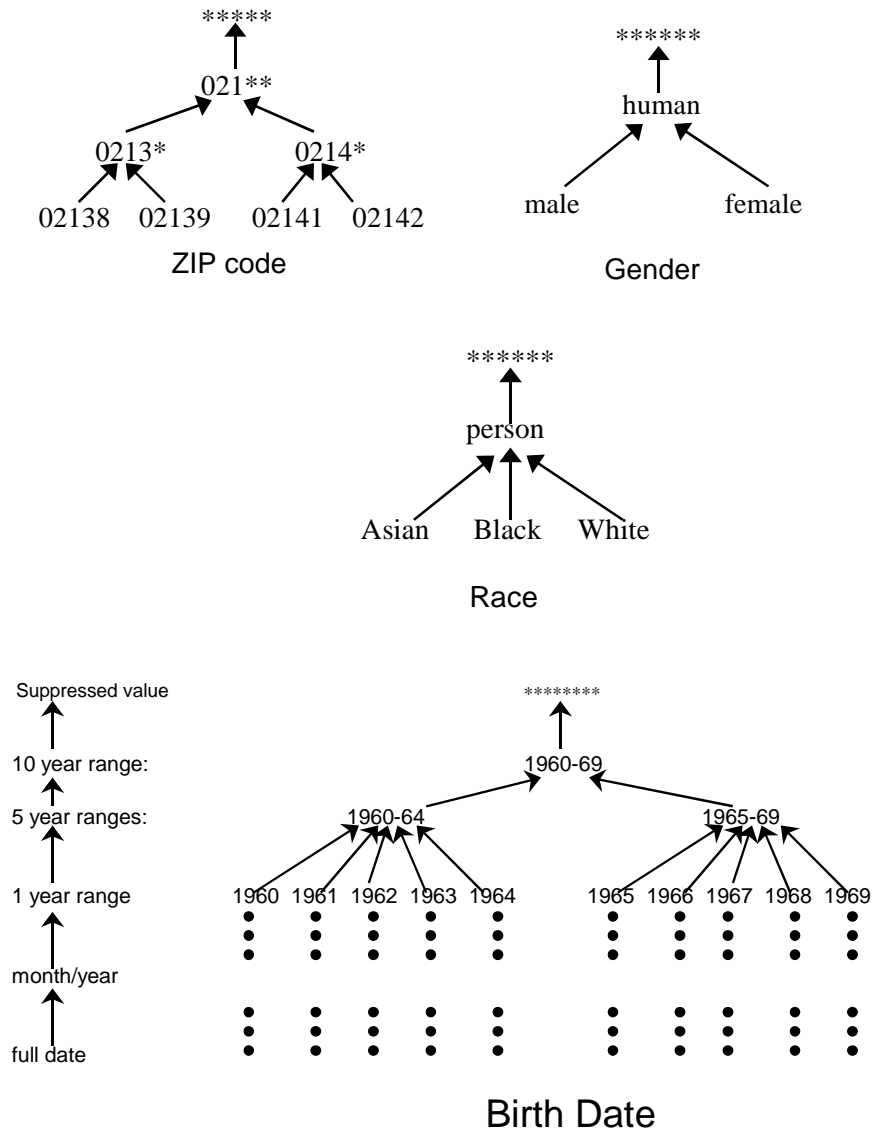 *****
021**
0213* 0214*
02138 02139 02141 02142
ZIP code
******
human
male female
Gender
******
person
Asian Black White
Race
Suppressed value ********
10 year range: 1960-69
5 year ranges: 1960-64 1965-69
1 year range 1960 1961 1962 1963 1964 1965 1966 1967 1968 1969
month/year
full date
Birth Date